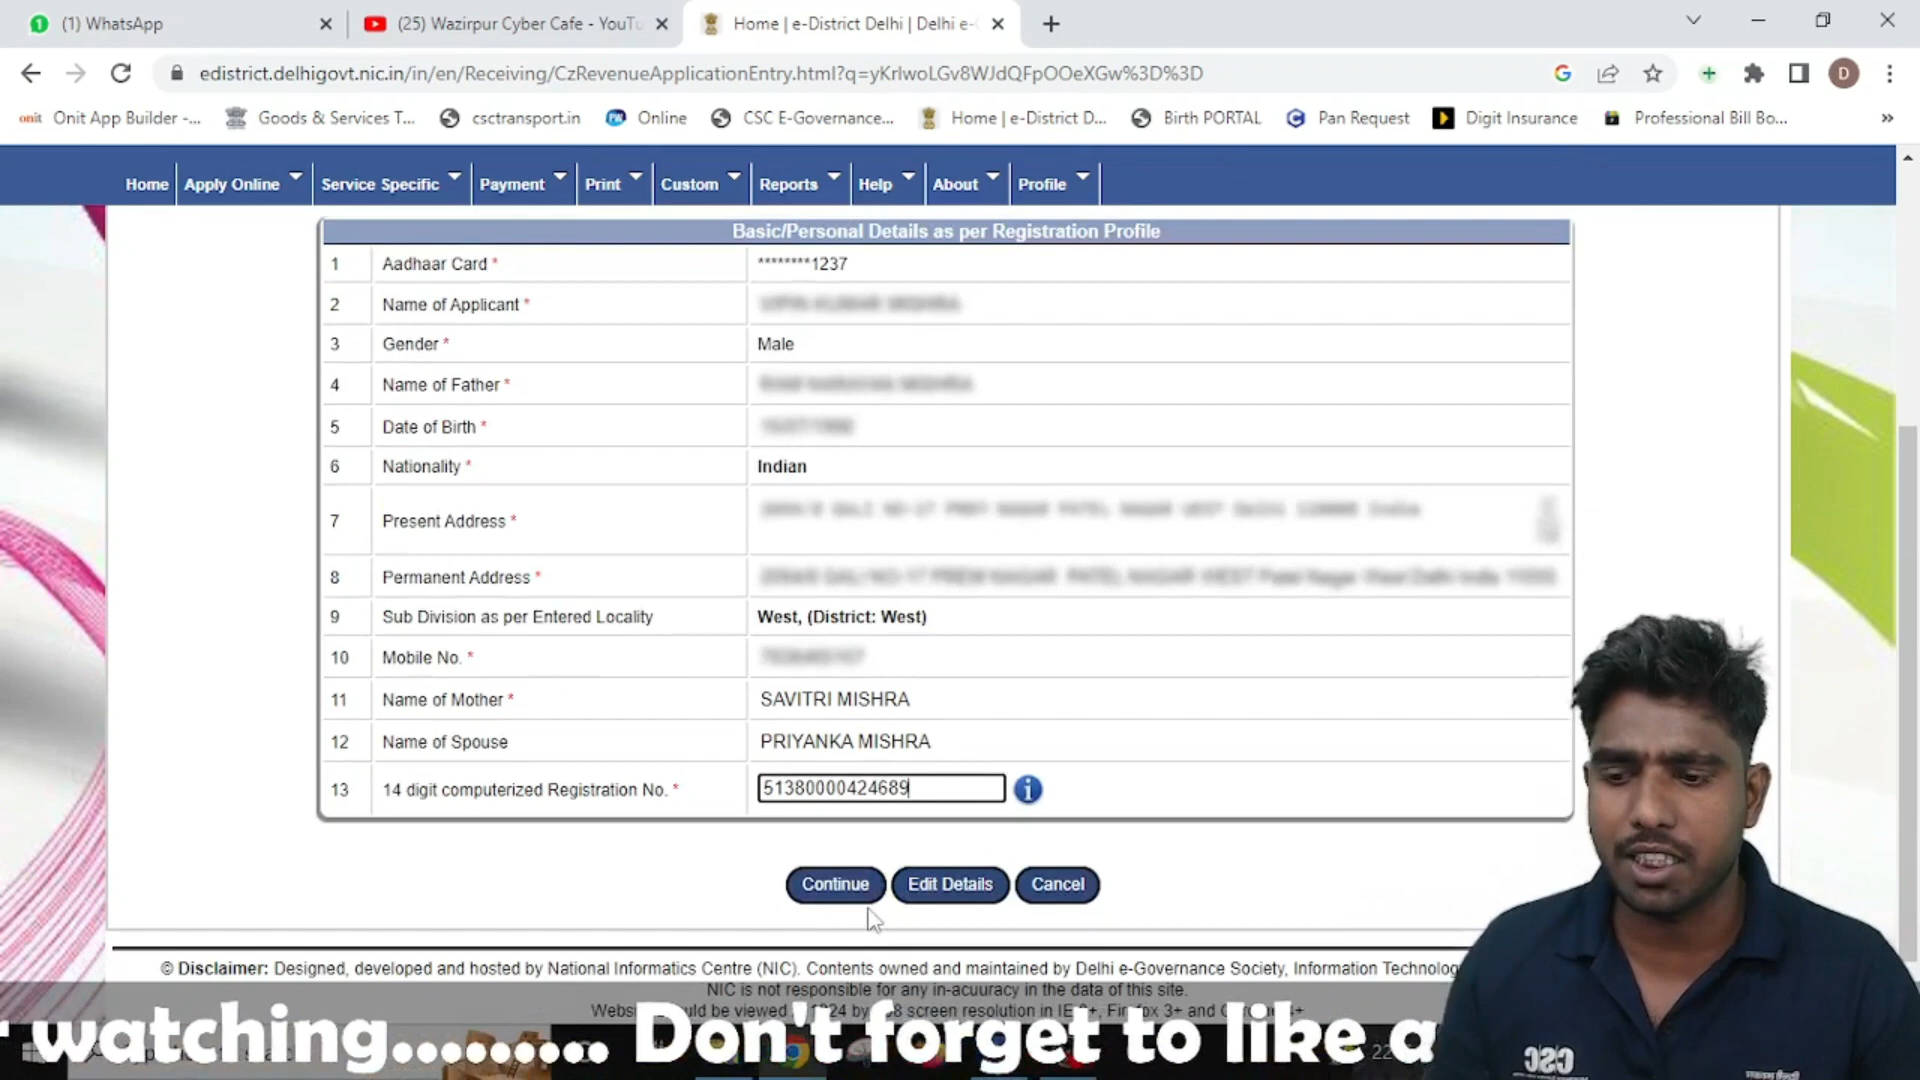 (1) WhatsApp
(25) Wazirpur Cyber Cafe - YouTu
Home | e-District Delhi | Delhi e-
edistrict.delhigovt.nic.in/in/en/Receiving/CzRevenueApplicationEntry.html?q=yKrlwoLGv8WJdQFpOOeXGw%3D%3D
D
onit Onit App Builder -...
Goods & Services T...
csctransport.in
Online
CSC E-Governance...
Home | e-District D...
Birth PORTAL
Pan Request
Digit Insurance
Professional Bill Bo...
»
Home
Apply Online
Service Specific
Payment
Print
Custom
Reports
Help
About
Profile
Basic/Personal Details as per Registration Profile
1 Aadhaar Card * ********1237
2 Name of Applicant *
3 Gender * Male
4 Name of Father *
5 Date of Birth *
6 Nationality * Indian
7 Present Address *
8 Permanent Address *
9 Sub Division as per Entered Locality West, (District: West)
10 Mobile No. *
11 Name of Mother * SAVITRI MISHRA
12 Name of Spouse PRIYANKA MISHRA
13 14 digit computerized Registration No. * 51380000424689
Continue
Edit Details
Cancel
© Disclaimer: Designed, developed and hosted by National Informatics Centre (NIC). Contents owned and maintained by Delhi e-Governance Society, Information Technolog
NIC is not responsible for any in-acuuracy in the data of this site.
screen resolution in
watching......... Don't forget to like a
CSC